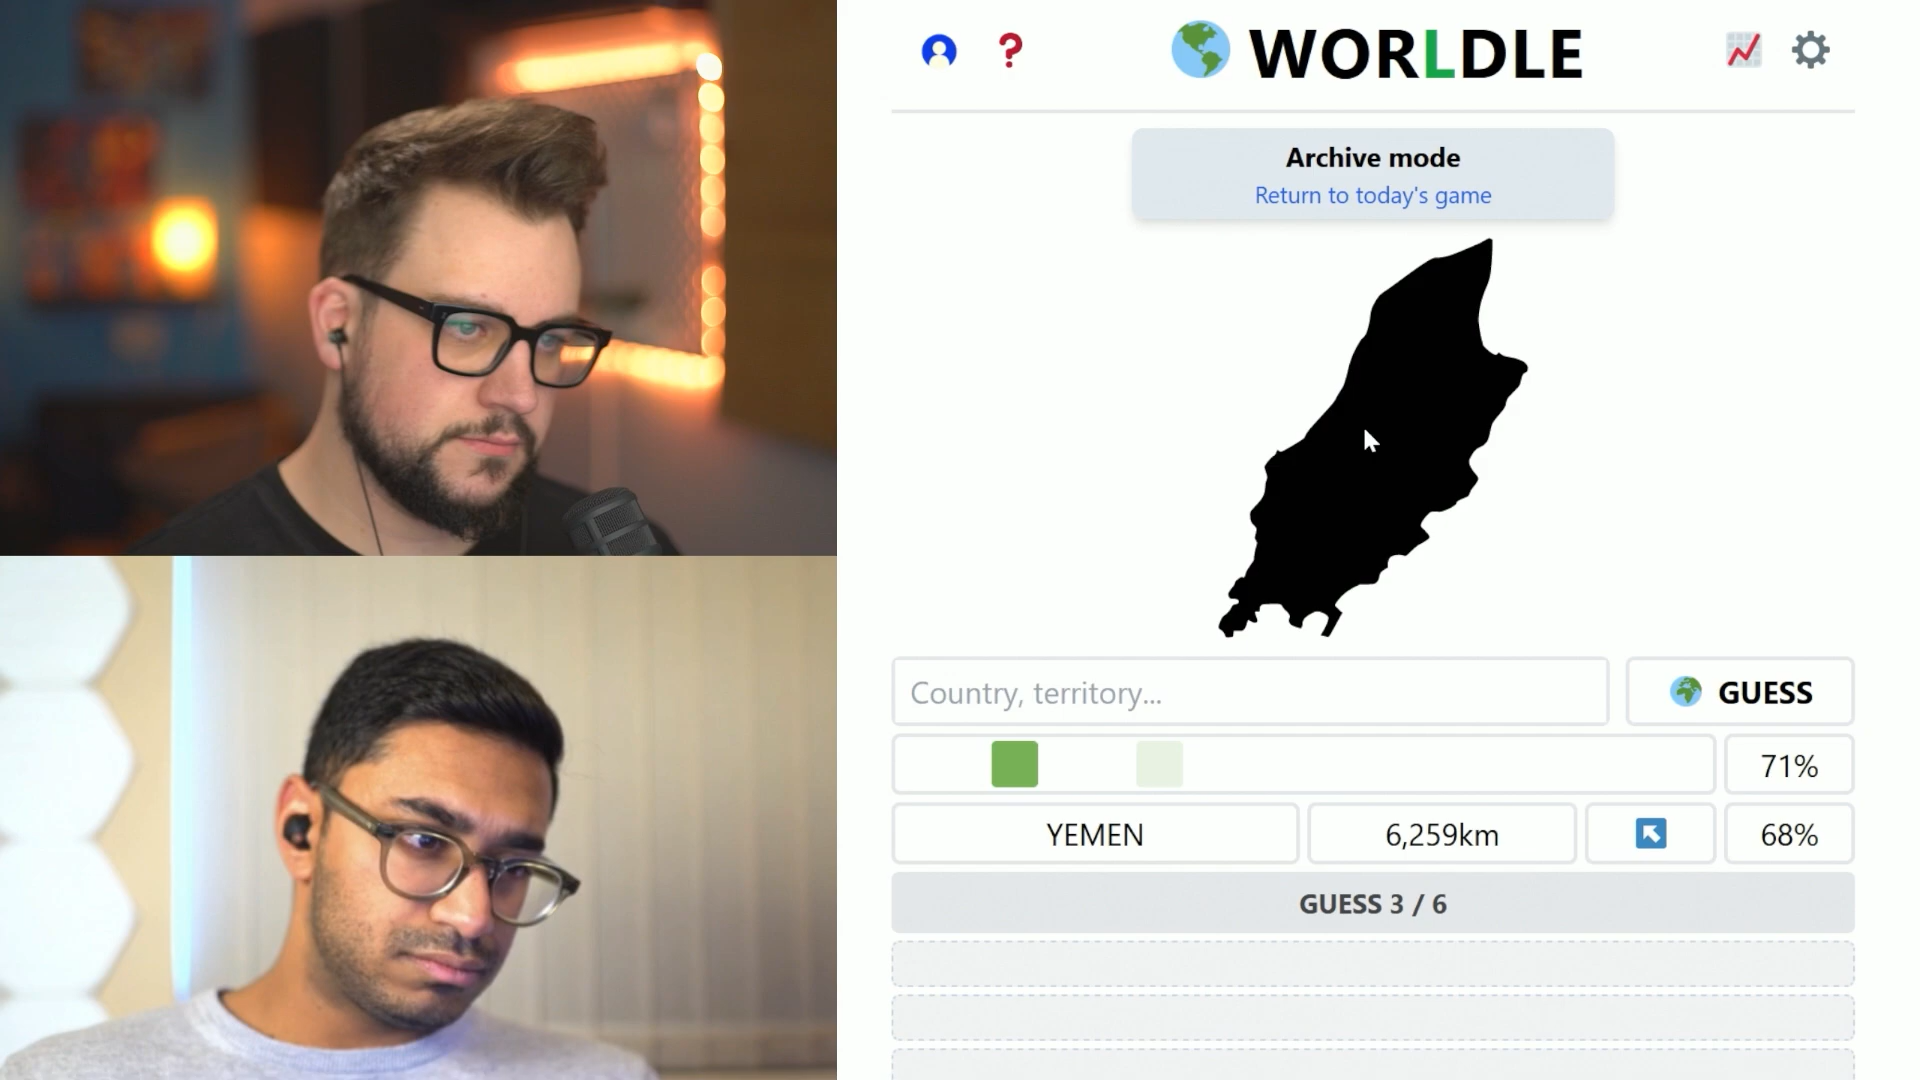 WORLDLE
Archive mode
Return to today's game
Country, territory...
GUESS
71%
YEMEN 6,259km 68%
GUESS 3 / 6